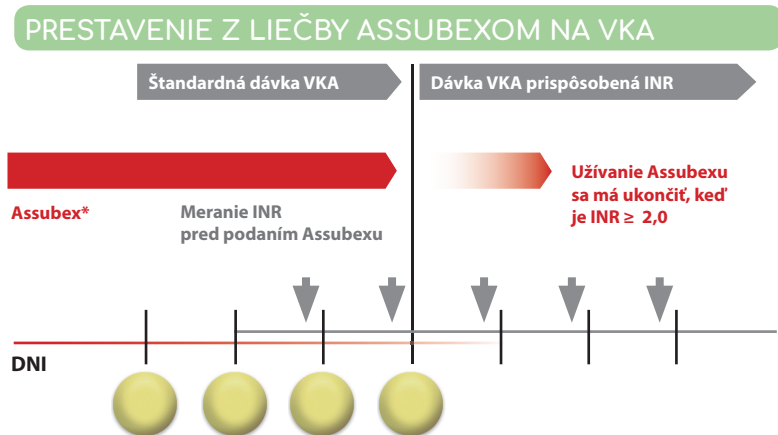 PRESTAVENIE Z LIEČBY ASSUBEXOM NA VKA
Štandardná dávka VKA
Dávka VKA prispôsobená INR
Assubex*
Meranie INR
pred podaním Assubexu
Užívanie Assubexu
sa má ukončiť, keď
je INR ≥ 2,0
DNI